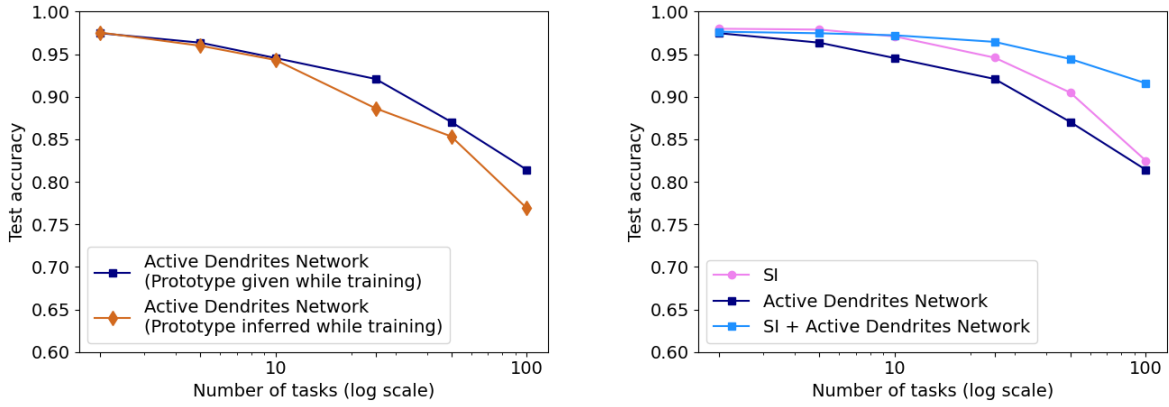 1.00
0.95
0.90
0.85
0.80
0.75
0.70
0.65
0.60
Test accuracy
Active Dendrites Network
(Prototype given while training)
Active Dendrites Network
(Prototype inferred while training)
10
100
Number of tasks (log scale)
1.00
0.95
0.90
0.85
0.80
0.75
0.70
0.65
0.60
Test accuracy
SI
Active Dendrites Network
SI + Active Dendrites Network
10
100
Number of tasks (log scale)